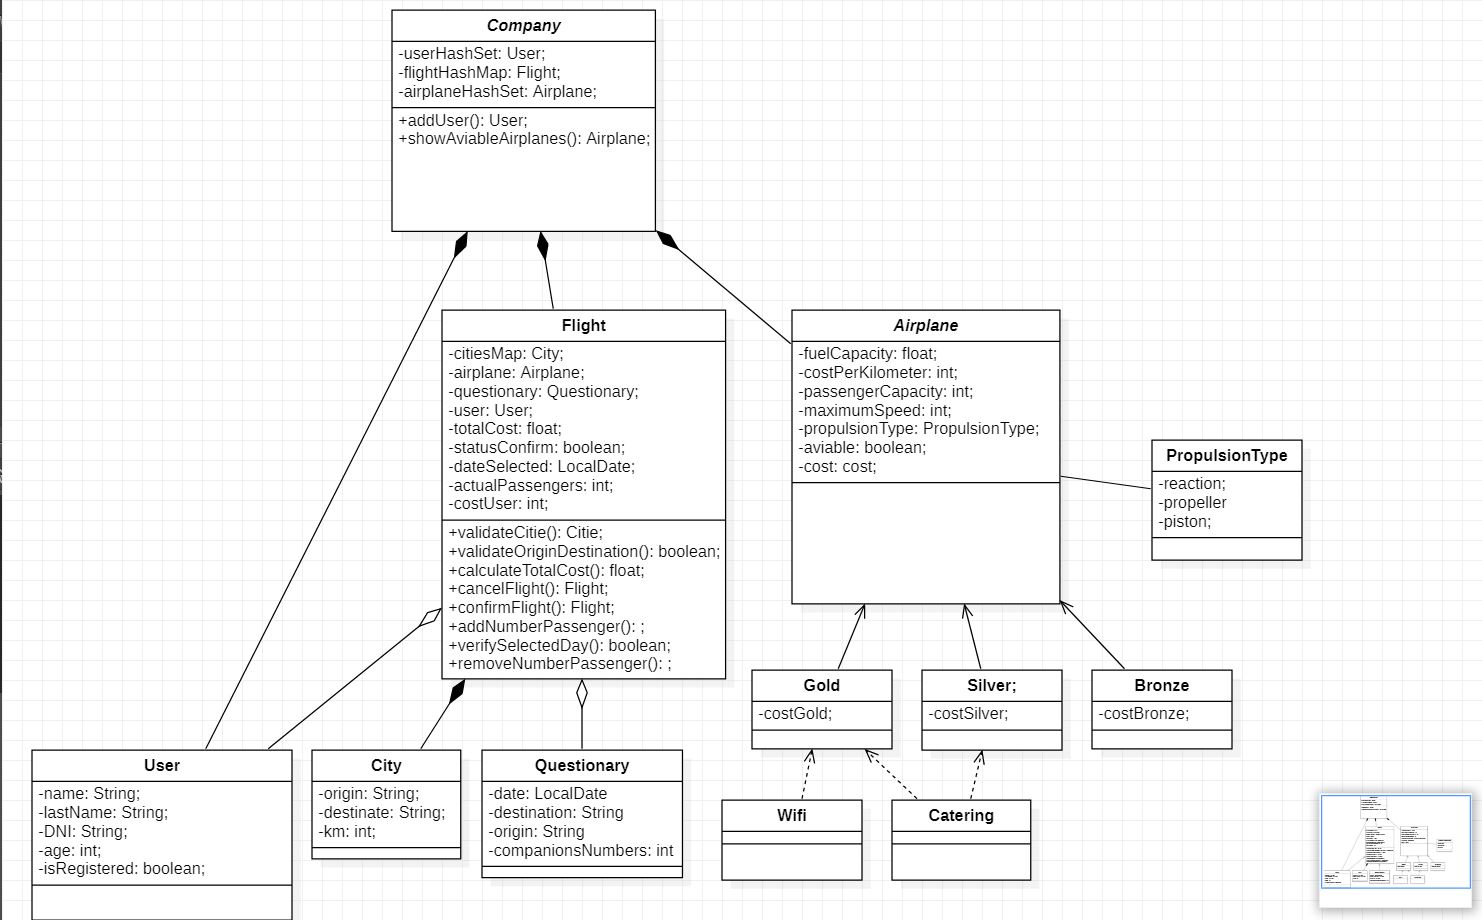 Company
-userHashSet: User;
-flightHashMap: Flight;
-airplaneHashSet: Airplane;
+addUser(): User;
+showAviableAirplanes(): Airplane;
Flight
-citiesMap: City;
-airplane: Airplane;
-questionary: Questionary;
-user: User;
-totalCost: float;
-statusConfirm: boolean;
-dateSelected: LocalDate;
-actualPassengers: int;
-costUser: int;
+validateCitie(): Citie;
+validateOriginDestination(): boolean;
+calculateTotalCost(): float;
+cancelFlight(): Flight;
+confirmFlight(): Flight;
+addNumberPassenger(): ;
+verifySelectedDay(): boolean;
+removeNumberPassenger(): ;
Airplane
-fuelCapacity: float;
-costPerKilometer: int;
-passengerCapacity: int;
-maximumSpeed: int;
-propulsionType: PropulsionType;
-aviable: boolean;
-cost: cost;
PropulsionType
-reaction;
-propeller
-piston;
Gold
-costGold;
Silver;
-costSilver;
Bronze
-costBronze;
User
-name: String;
-lastName: String;
-DNI: String;
-age: int;
-isRegistered: boolean;
City
-origin: String;
-destinate: String;
-km: int;
Questionary
-date: LocalDate
-destination: String
-origin: String
-companionsNumbers: int
Wifi
Catering